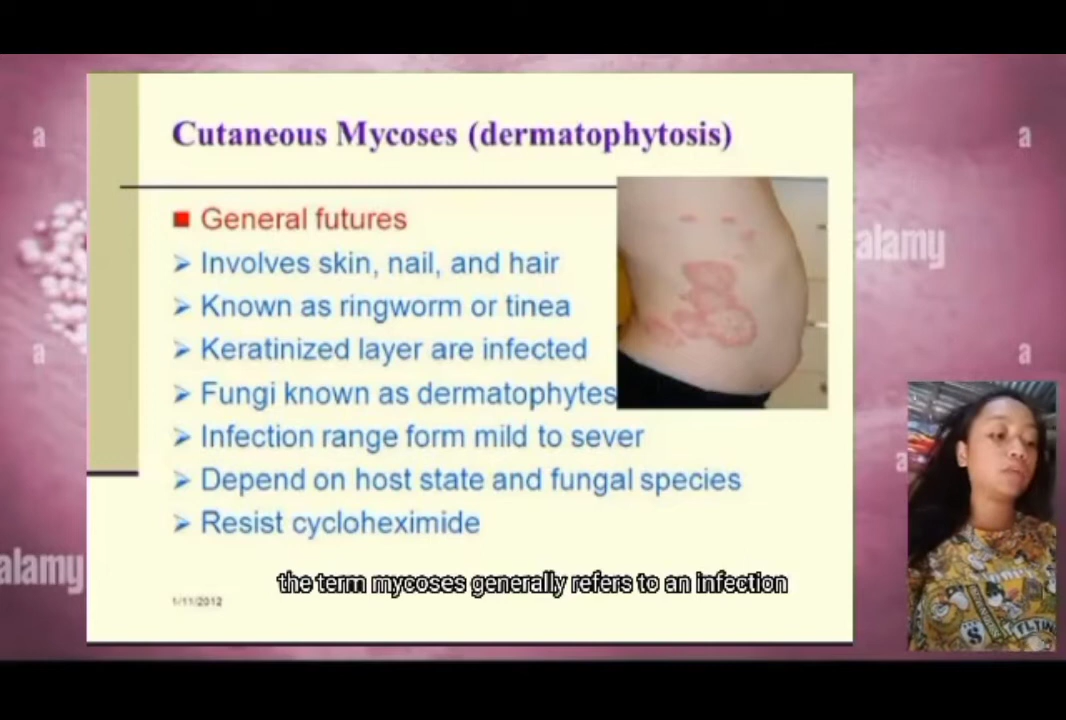 Cutaneous Mycoses (dermatophytosis)
General futures
Involves skin, nail, and hair
Known as ringworm or tinea
Keratinized layer are infected
Fungi known as dermatophytes
Infection range form mild to sever
Depend on host state and fungal species
Resist cycloheximide
the term mycoses generally refers to an infection
1/11/2012
a
a
alamy
a
a
alamy
$
FLTIN